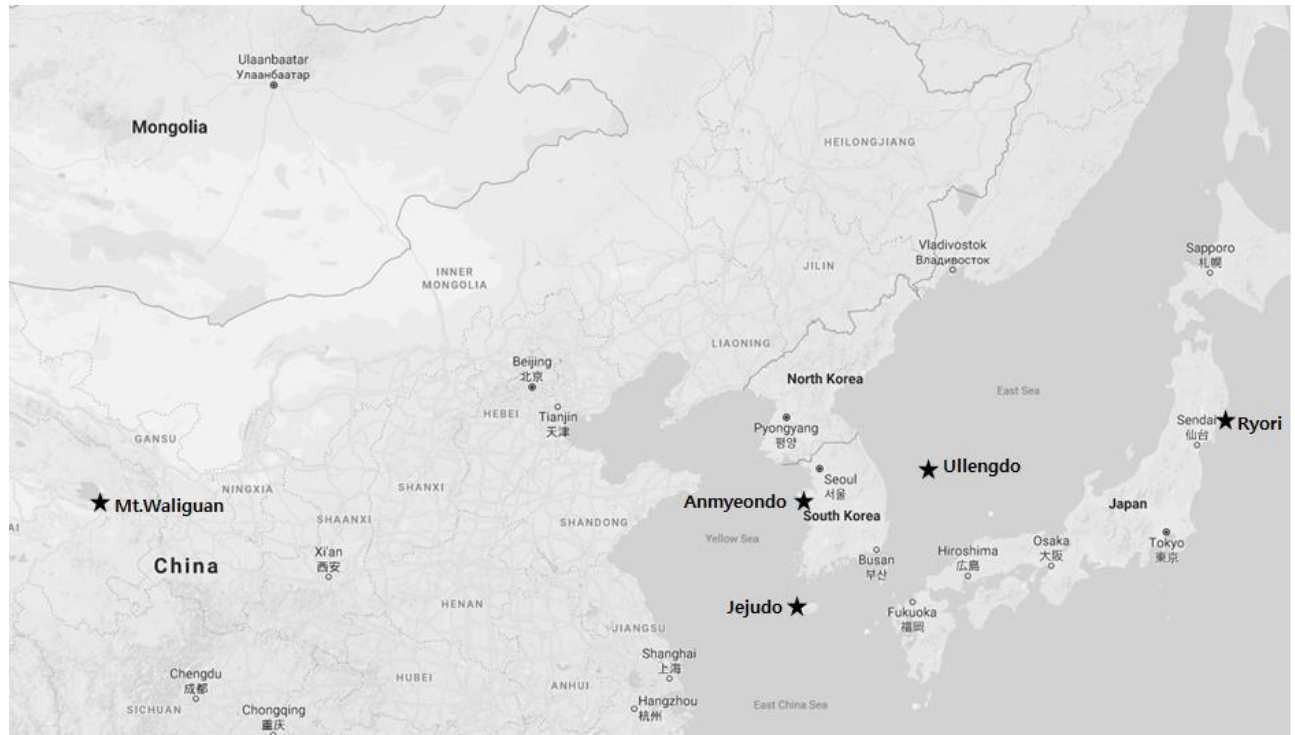 Ulaanbaatar
Улаанбаатар
Mongolia
HEILONGJIANG
Vladivostok
Владивосток
Sapporo
札幌
INNER
MONGOLIA
JILIN
LIAONING
Beijing
北京
North Korea
East Sea
HEBEI
Tianjin
天津
Pyongyang
평양
Sendai
仙台
Ryori
GANSU
Seoul
서울
Ullengdo
NINGXIA
SHANXI
Mt.Waliguan
Anmyeondo
South Korea
Japan
AI
SHAANXI
SHANDONG
Yellow Sea
Xi'an
西安
China
Busan
부산
Hiroshima
広島
Osaka
大阪
Tokyo
東京
HENAN
Jejudo
Fukuoka
福岡
JIANGSU
Shanghai
上海
Chengdu
成都
HUBEI
ANHUI
SICHUAN
Chongqing
重庆
Hangzhou
杭州
East China Sea